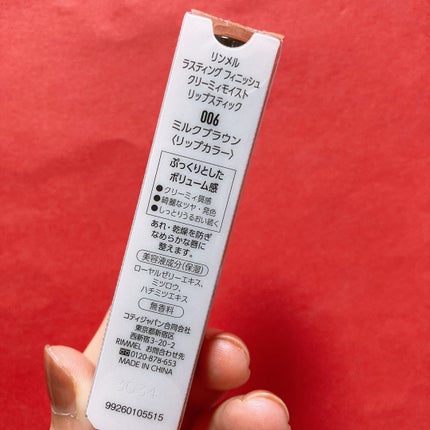 リンメル
ラスティング フィニッシュ
クリーミィモイスト
リップスティック
006
ミルクブラウン
〈リップカラー〉
ぷっくりとした
ボリューム感
●クリーミィ質感
●綺麗なツヤ・発色
●しっとりうるおい続く
あれ・乾燥を防ぎ
なめらかな唇に
整えます。
美容液成分(保湿)
ローヤルゼリーエキス、
ミツロウ、
ハチミツエキス
無香料
コティジャパン合同会社
東京都新宿区
西新宿3-20-2
RIMMEL お問合わせ先
0120-878-653
MADE IN CHINA
3034
99260105515